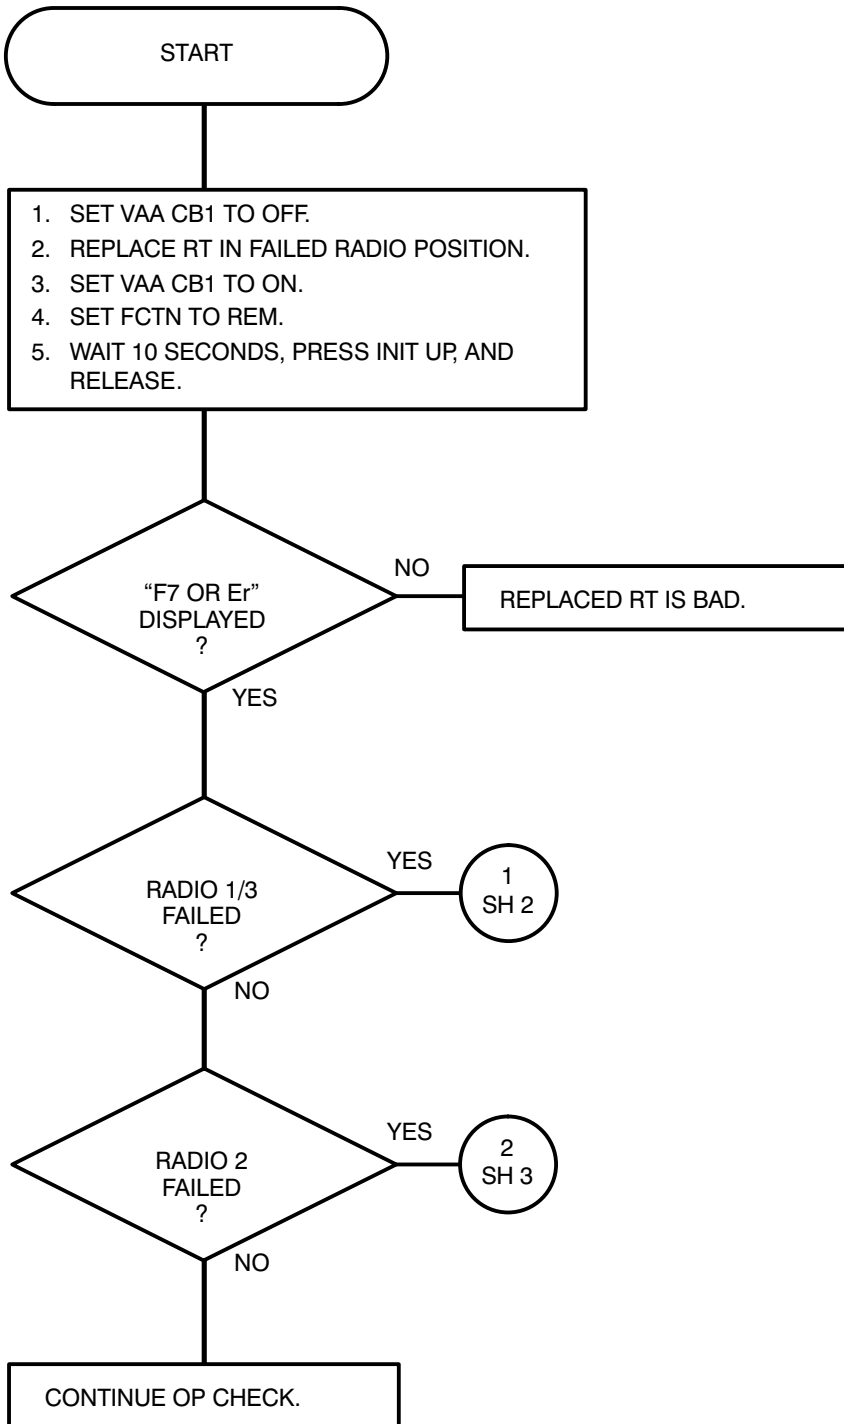 START
1. SET VAA CB1 TO OFF.
2. REPLACE RT IN FAILED RADIO POSITION.
3. SET VAA CB1 TO ON.
4. SET FCTN TO REM.
5. WAIT 10 SECONDS, PRESS INIT UP, AND
RELEASE.
“F7 OR Er”
DISPLAYED
?
NO
REPLACED RT IS BAD.
YES
RADIO 1/3
FAILED
?
YES
1
SH 2
NO
RADIO 2
FAILED
?
YES
2
SH 3
NO
CONTINUE OP CHECK.